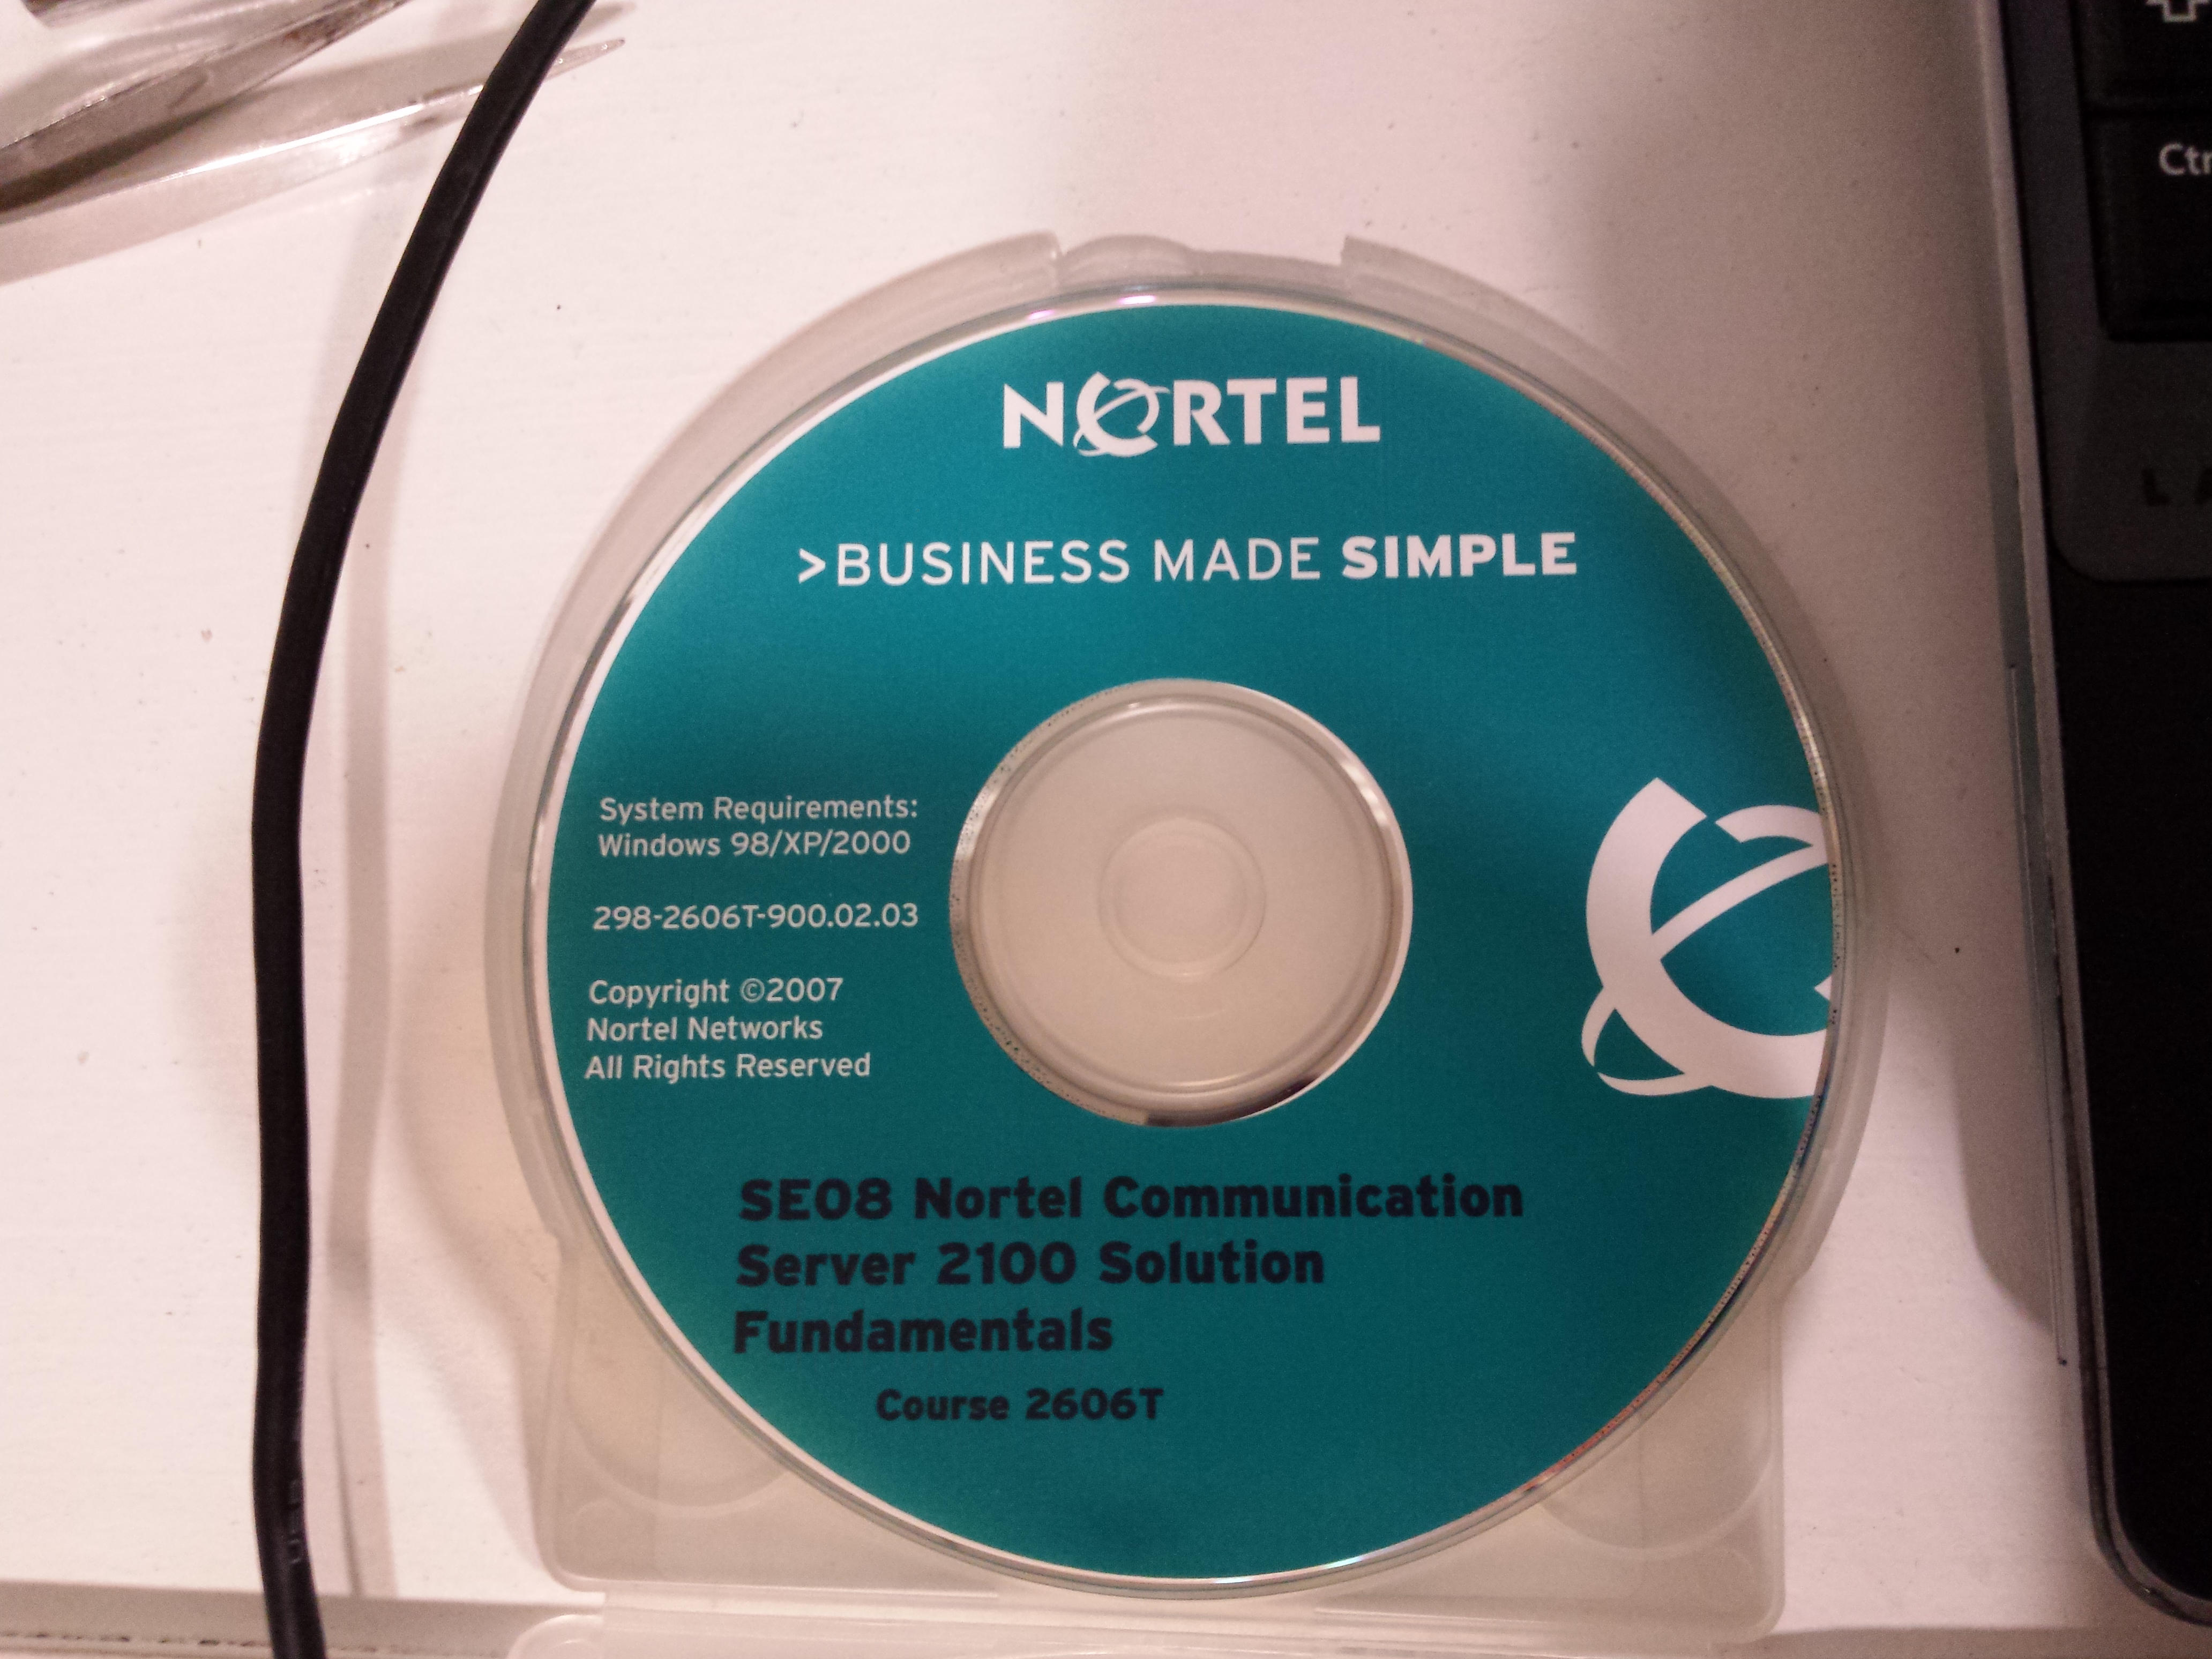 NORTEL
>BUSINESS MADE SIMPLE
System Requirements:
Windows 98/XP/2000
298-2606T-900.02.03
Copyright ©2007
Nortel Networks
All Rights Reserved
SE08 Nortel Communication
Server 2100 Solution
Fundamentals
Course 2606T
Ctr